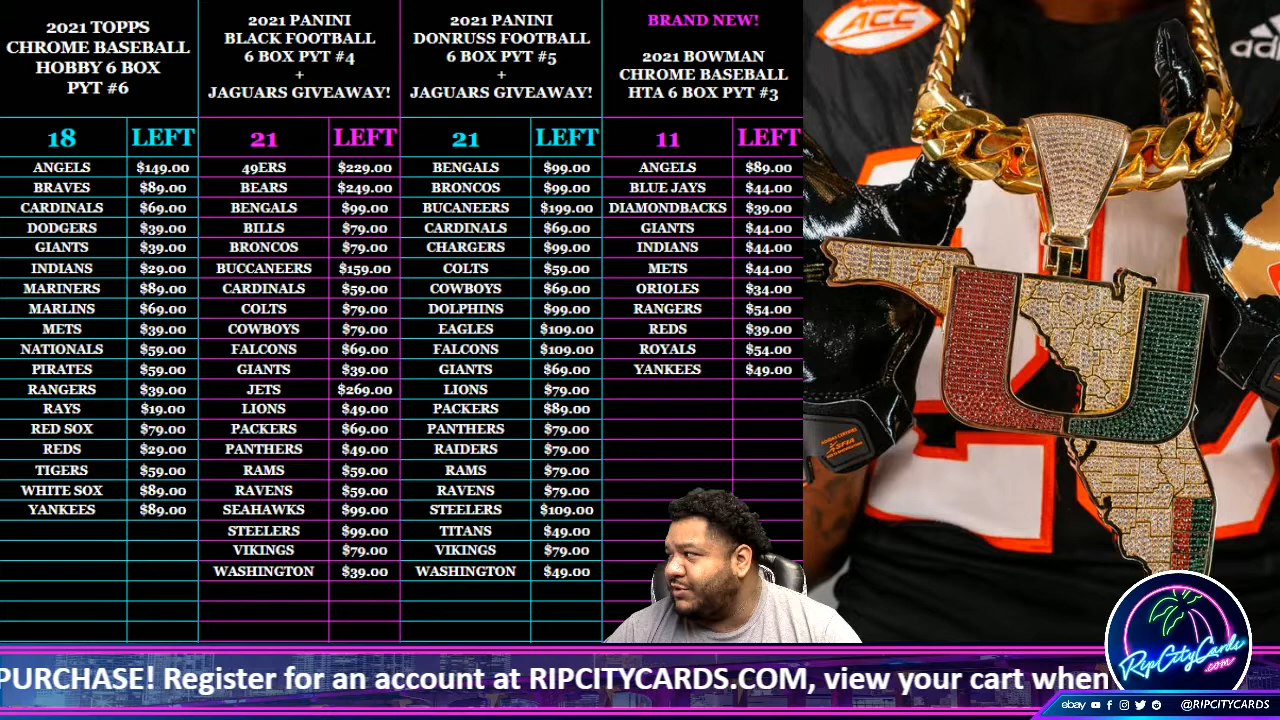 2021 TOPPS
CHROME BASEBALL
HOBBY 6 BOX
PYT #6
18 LEFT
ANGELS $149.00
BRAVES $89.00
CARDINALS $69.00
DODGERS $39.00
GIANTS $39.00
INDIANS $29.00
MARINERS $89.00
MARLINS $69.00
METS $39.00
NATIONALS $59.00
PIRATES $59.00
RANGERS $39.00
RAYS $19.00
RED SOX $79.00
REDS $29.00
TIGERS $59.00
WHITE SOX $89.00
YANKEES $89.00
2021 PANINI
BLACK FOOTBALL
6 BOX PYT #4
+
JAGUARS GIVEAWAY!
21 LEFT
49ERS $229.00
BEARS $249.00
BENGALS $99.00
BILLS $79.00
BRONCOS $79.00
BUCCANEERS $159.00
CARDINALS $59.00
COLTS $79.00
COWBOYS $79.00
FALCONS $69.00
GIANTS $39.00
JETS $269.00
LIONS $49.00
PACKERS $69.00
PANTHERS $49.00
RAMS $59.00
RAVENS $59.00
SEAHAWKS $99.00
STEELERS $99.00
VIKINGS $79.00
WASHINGTON $39.00
2021 PANINI
DONRUSS FOOTBALL
6 BOX PYT #5
+
JAGUARS GIVEAWAY!
21 LEFT
BENGALS $99.00
BRONCOS $99.00
BUCANEERS $199.00
CARDINALS $69.00
CHARGERS $99.00
COLTS $59.00
COWBOYS $69.00
DOLPHINS $99.00
EAGLES $109.00
FALCONS $109.00
GIANTS $69.00
LIONS $79.00
PACKERS $89.00
PANTHERS $79.00
RAIDERS $79.00
RAMS $79.00
RAVENS $79.00
STEELERS $109.00
TITANS $49.00
VIKINGS $79.00
WASHINGTON $49.00
BRAND NEW!
2021 BOWMAN
CHROME BASEBALL
HTA 6 BOX PYT #3
11 LEFT
ANGELS $89.00
BLUE JAYS $44.00
DIAMONDBACKS $39.00
GIANTS $44.00
INDIANS $44.00
METS $44.00
ORIOLES $34.00
RANGERS $54.00
REDS $39.00
ROYALS $54.00
YANKEES $49.00
ACC
adi
PURCHASE! Register for an account at RIPCITYCARDS.COM, view your cart when
RipCityCards
.com
ebay @RIPCITYCARDS